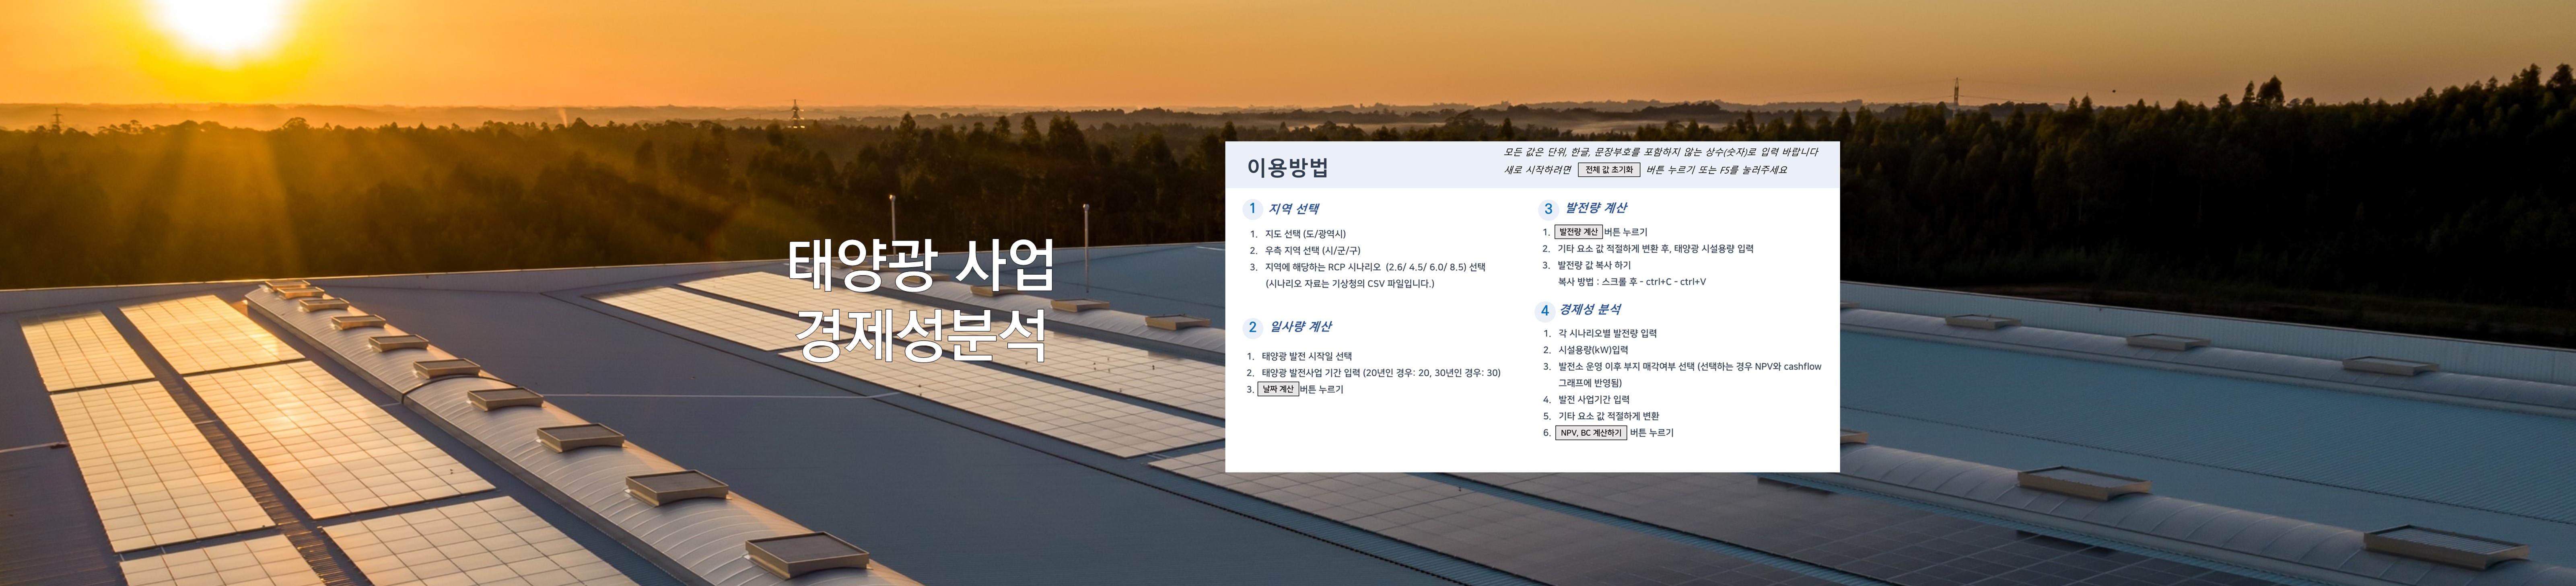 태양광 사업
경제성분석
이용방법
모든 값은 단위, 한글, 문장부호를 포함하지 않는 상수(숫자)로 입력 바랍니다
새로 시작하려면 전체 값 초기화 버튼 누르기 또는 F5를 눌러주세요
1 지역 선택
1. 지도 선택 (도/광역시)
2. 우측 지역 선택 (시/군/구)
3. 지역에 해당하는 RCP 시나리오 (2.6/ 4.5/ 6.0/ 8.5) 선택
(시나리오 자료는 기상청의 CSV 파일입니다.)
2 일사량 계산
1. 태양광 발전 시작일 선택
2. 태양광 발전사업 기간 입력 (20년인 경우: 20, 30년인 경우: 30)
3. 날짜 계산 버튼 누르기
3 발전량 계산
1. 발전량 계산 버튼 누르기
2. 기타 요소 값 적절하게 변환 후, 태양광 시설용량 입력
3. 발전량 값 복사 하기
복사 방법 : 스크롤 후 - ctrl+C - ctrl+V
4 경제성 분석
1. 각 시나리오별 발전량 입력
2. 시설용량(kW)입력
3. 발전소 운영 이후 부지 매각여부 선택 (선택하는 경우 NPV와 cashflow
그래프에 반영됨)
4. 발전 사업기간 입력
5. 기타 요소 값 적절하게 변환
6. NPV, BC 계산하기 버튼 누르기